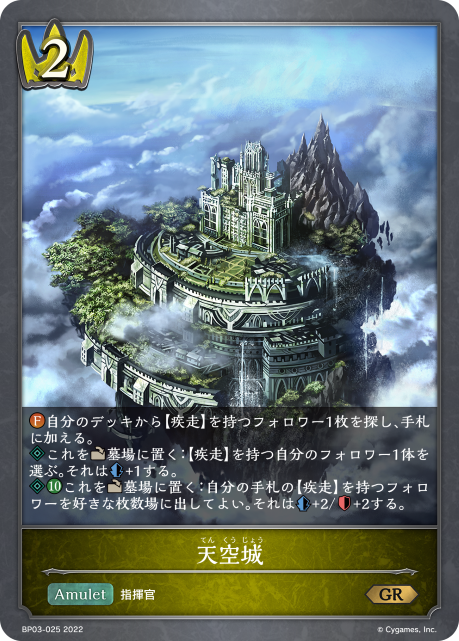 2
Ⓕ自分のデッキから【疾走】を持つフォロワー1枚を探し、手札
に加える。
これを墓場に置く:【疾走】を持つ自分のフォロワー1体を
選ぶ。それは+1する。
10これを墓場に置く:自分の手札の【疾走】を持つフォロ
ワーを好きな枚数場に出してよい。それは+2/+2する。
てん くう じょう
天空城
Amulet 指揮官 GR
BP03-025 2022 © Cygames, Inc.